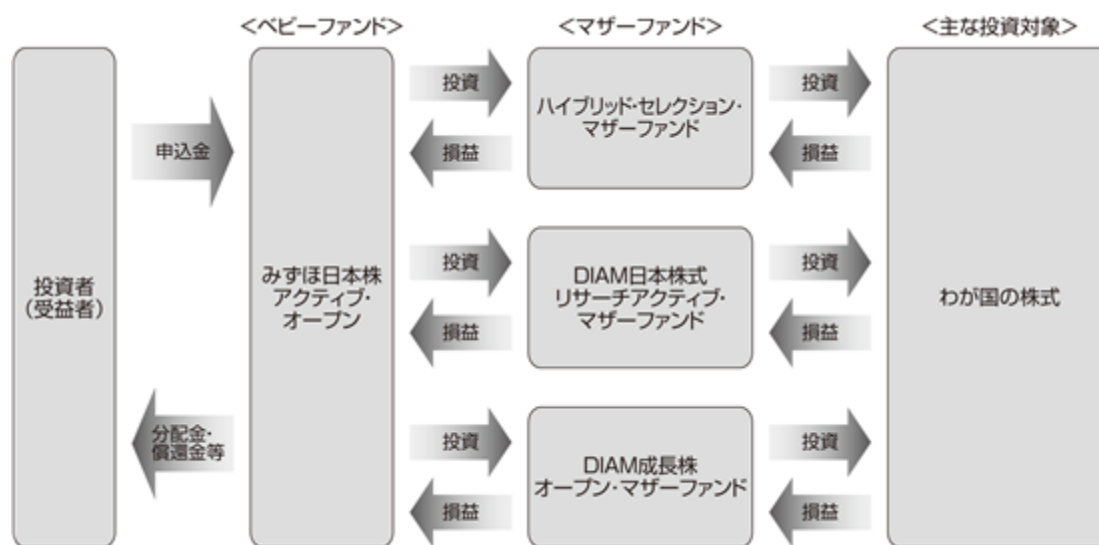 ＜ベビーファンド＞
＜マザーファンド＞
＜主な投資対象＞
投資者
（受益者）
申込金
分配金・
償還金等
みずほ日本株
アクティブ・
オープン
投資
損益
ハイブリッド・セレクション・
マザーファンド
投資
損益
投資
損益
DIAM日本株式
リサーチアクティブ・
マザーファンド
投資
損益
投資
損益
DIAM成長株
オープン・マザーファンド
投資
損益
わが国の株式